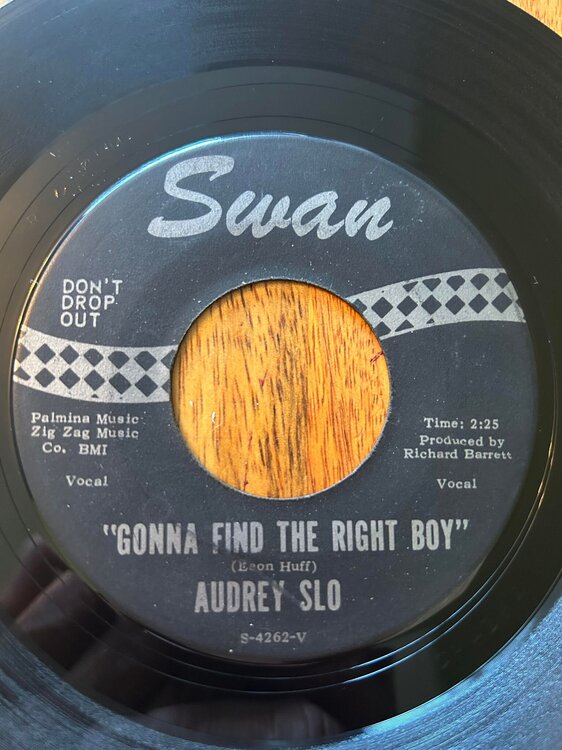 Swan
DON'T
DROP
OUT
Palmina Music
Zig Zag Music
Co. BMI
Vocal
Time: 2:25
Produced by
Richard Barrett
Vocal
"GONNA FIND THE RIGHT BOY"
(Leon Huff)
AUDREY SLO
S-4262-V